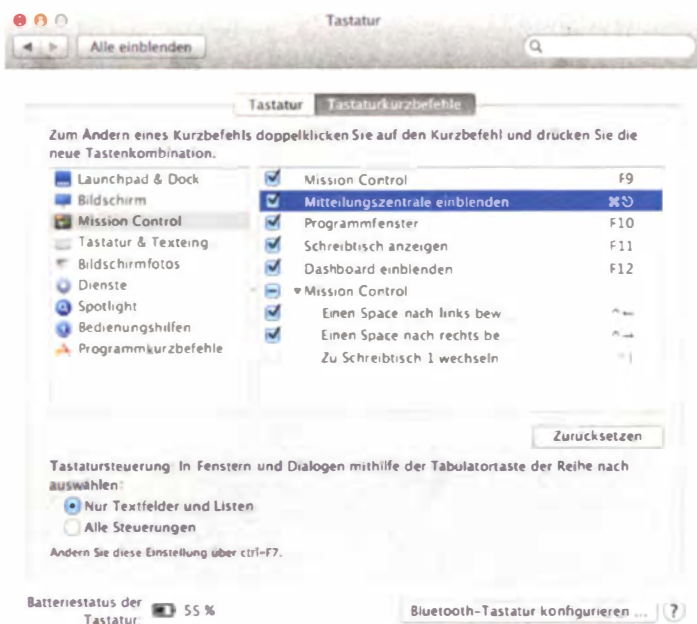 Tastatur
Alle einblenden
Tastatur Tastaturkurzbefehle
Zum Ändern eines Kurzbefehls doppelklicken Sie auf den Kurzbefehl und drücken Sie die
neue Tastenkombination.
Launchpad & Dock
Bildschirm
Mission Control
Tastatur & Texteing
Bildschirmfotos
Dienste
Spotlight
Bedienungshilfen
Programmkurzbefehle
Mission Control F9
Mitteilungszentrale einblenden
Programmfenster F10
Schreibtisch anzeigen F11
Dashboard einblenden F12
Mission Control
Einen Space nach links bew ^←
Einen Space nach rechts be ^→
Zu Schreibtisch 1 wechseln
Zurücksetzen
Tastatursteuerung: In Fenstern und Dialogen mithilfe der Tabulatortaste der Reihe nach
auswählen:
Nur Textfelder und Listen
Alle Steuerungen
Ändern Sie diese Einstellung über ctrl-F7.
Batteriestatus der
Tastatur: 55 %
Bluetooth-Tastatur konfigurieren ... ?